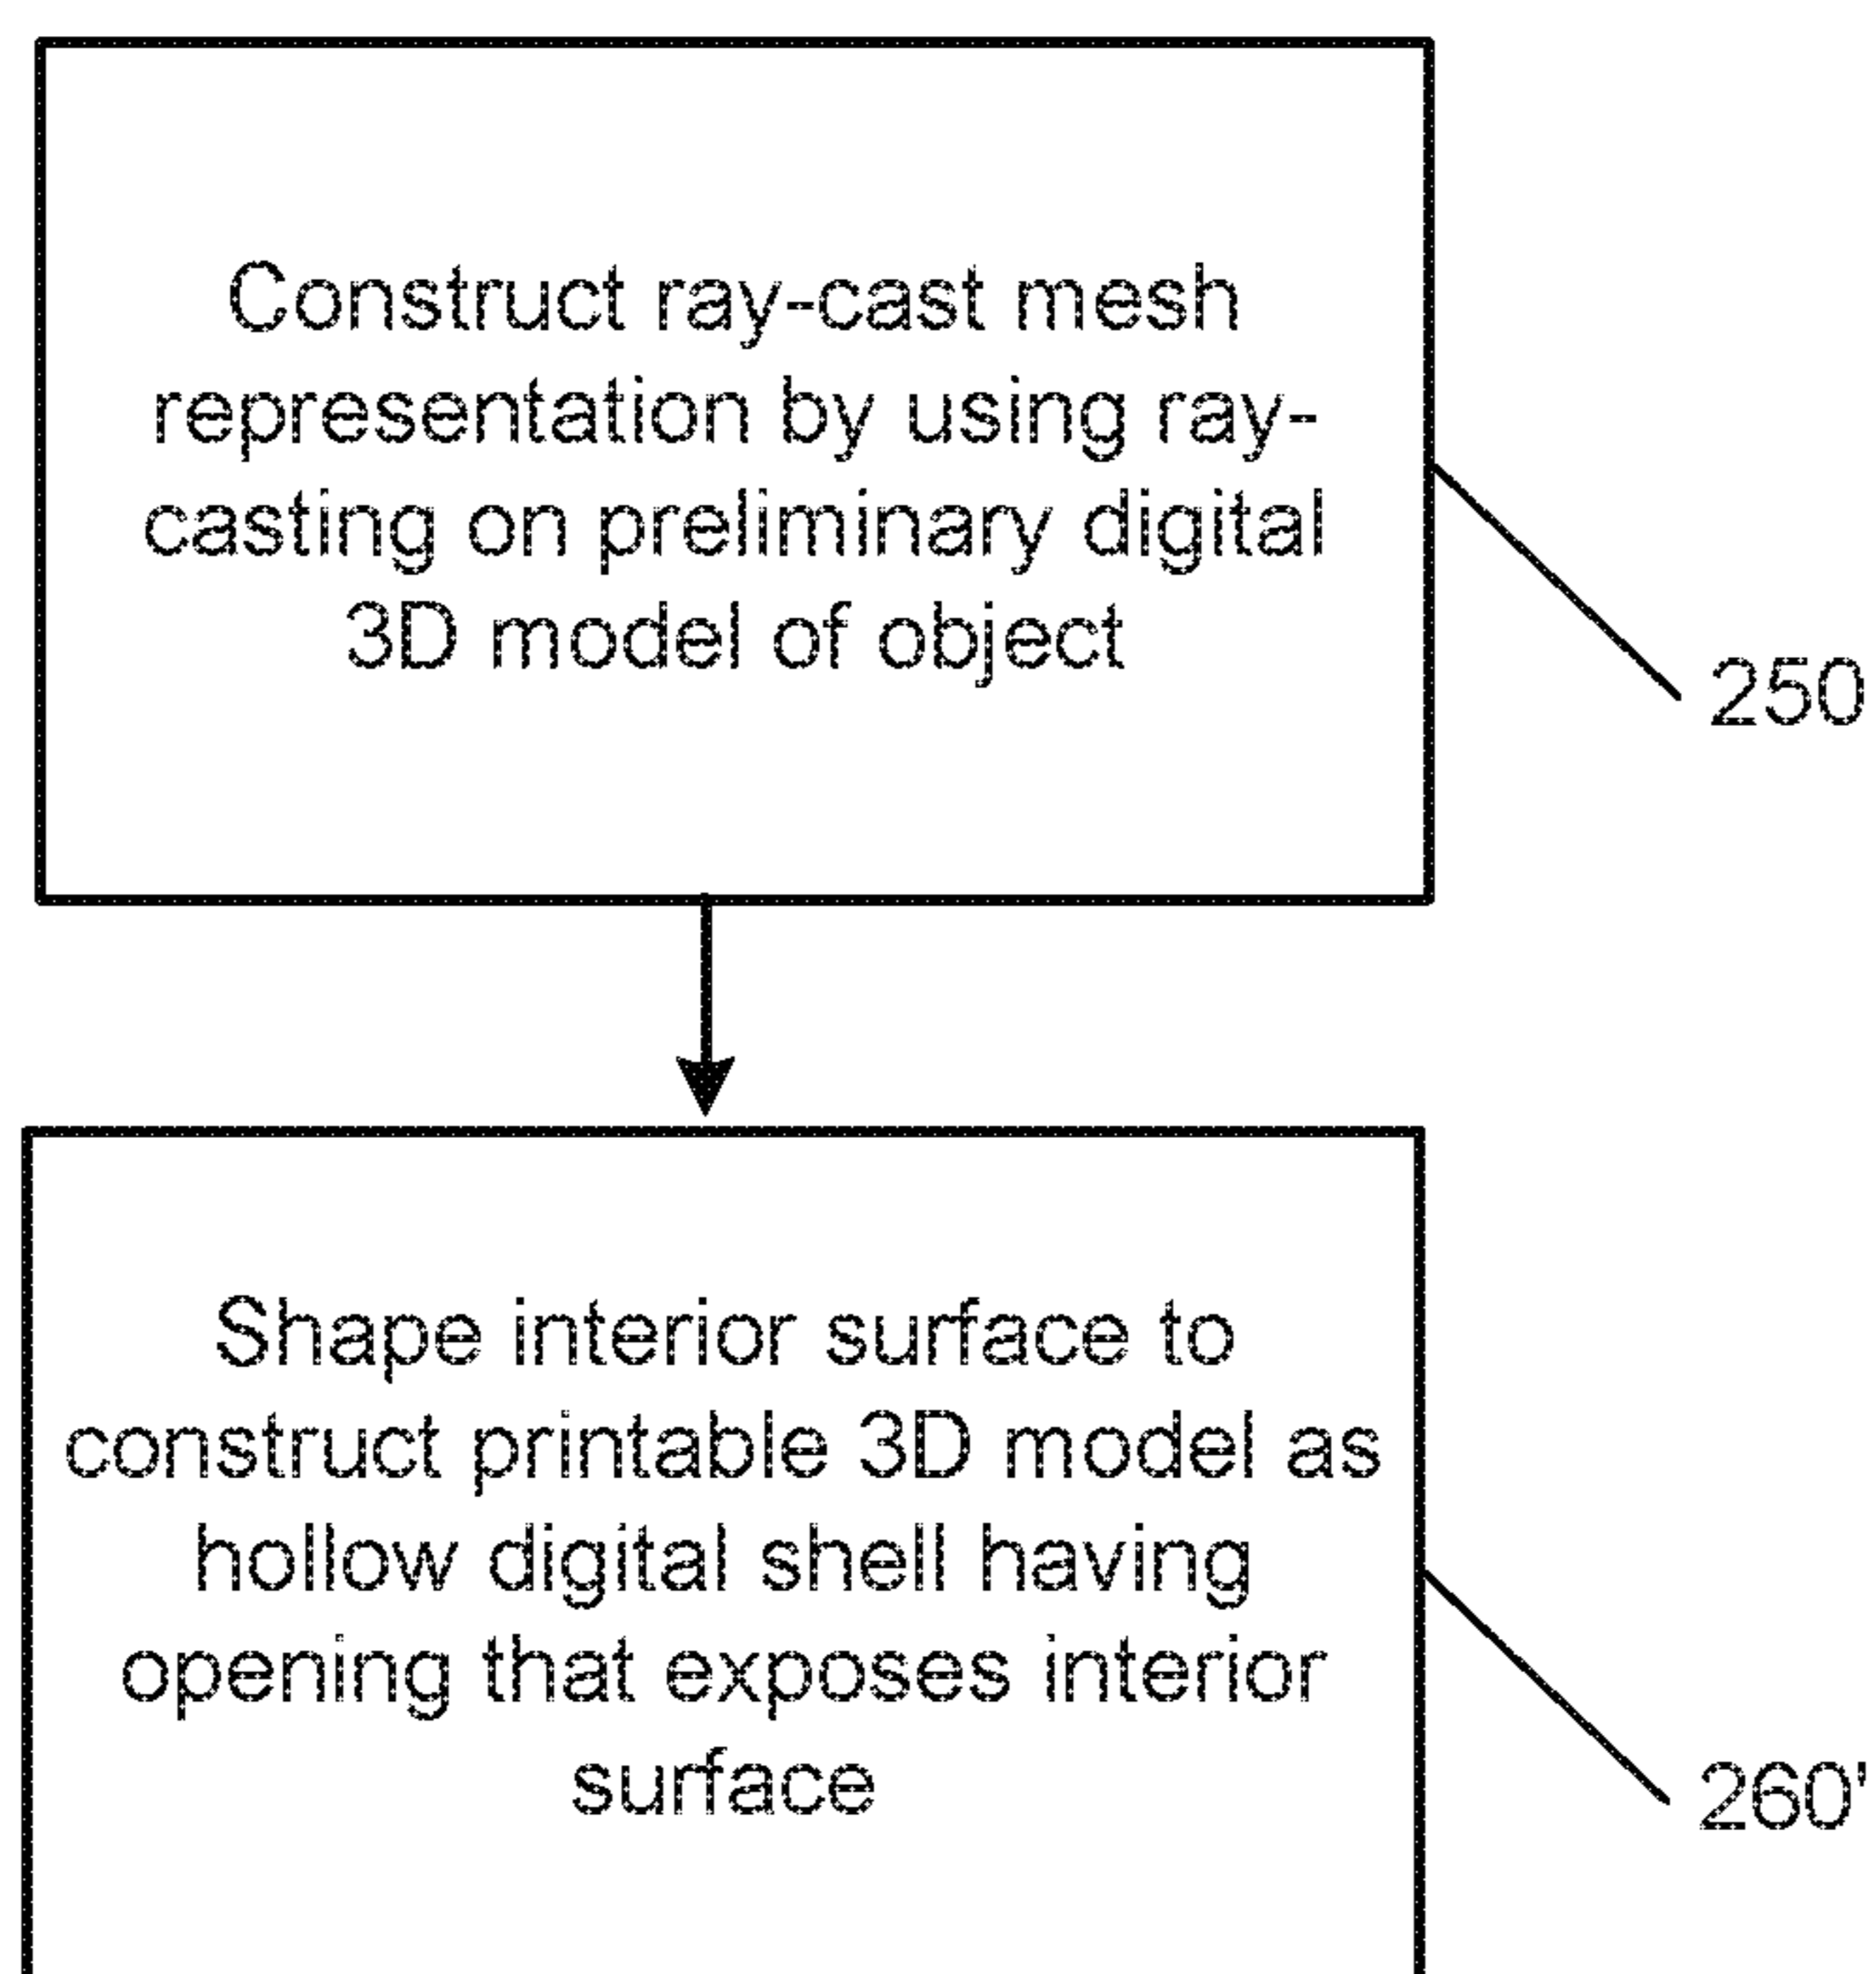 Construct ray-cast mesh
representation by using ray-
casting on preliminary digital
3D model of object
250
Shape interior surface to
construct printable 3D model as
hollow digital shell having
opening that exposes interior
surface
260'